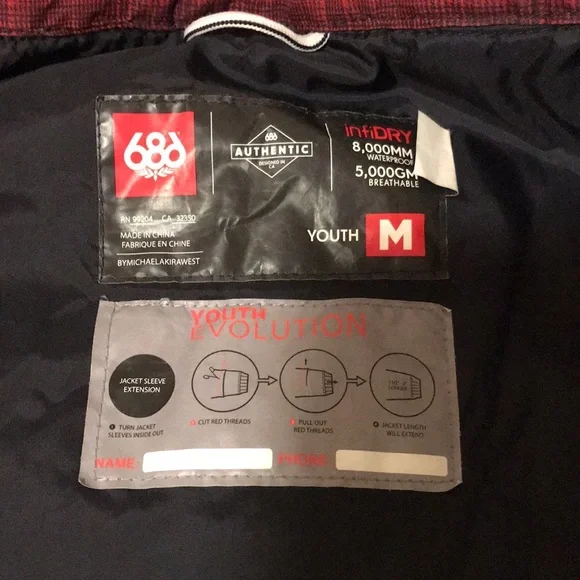 686
686
AUTHENTIC
DESIGNED IN
CA
infiDRY
8,000MM
WATERPROOF
5,000GM
BREATHABLE
RN 99204 CA 32350
MADE IN CHINA
FABRIQUE EN CHINE
BYMICHAELAKIRAWEST
YOUTH M
YOUTH
EVOLUTION
JACKET SLEEVE
EXTENSION
TURN JACKET
SLEEVES INSIDE OUT
CUT RED THREADS
PULL OUT
RED THREADS
JACKET LENGTH
WILL EXTEND
NAME: PHONE: